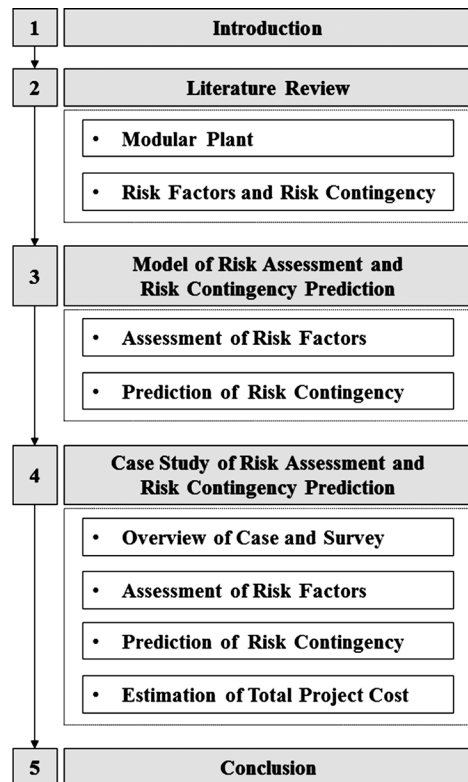 1 Introduction
2 Literature Review
• Modular Plant
• Risk Factors and Risk Contingency
3 Model of Risk Assessment and
Risk Contingency Prediction
• Assessment of Risk Factors
• Prediction of Risk Contingency
4 Case Study of Risk Assessment and
Risk Contingency Prediction
• Overview of Case and Survey
• Assessment of Risk Factors
• Prediction of Risk Contingency
• Estimation of Total Project Cost
5 Conclusion